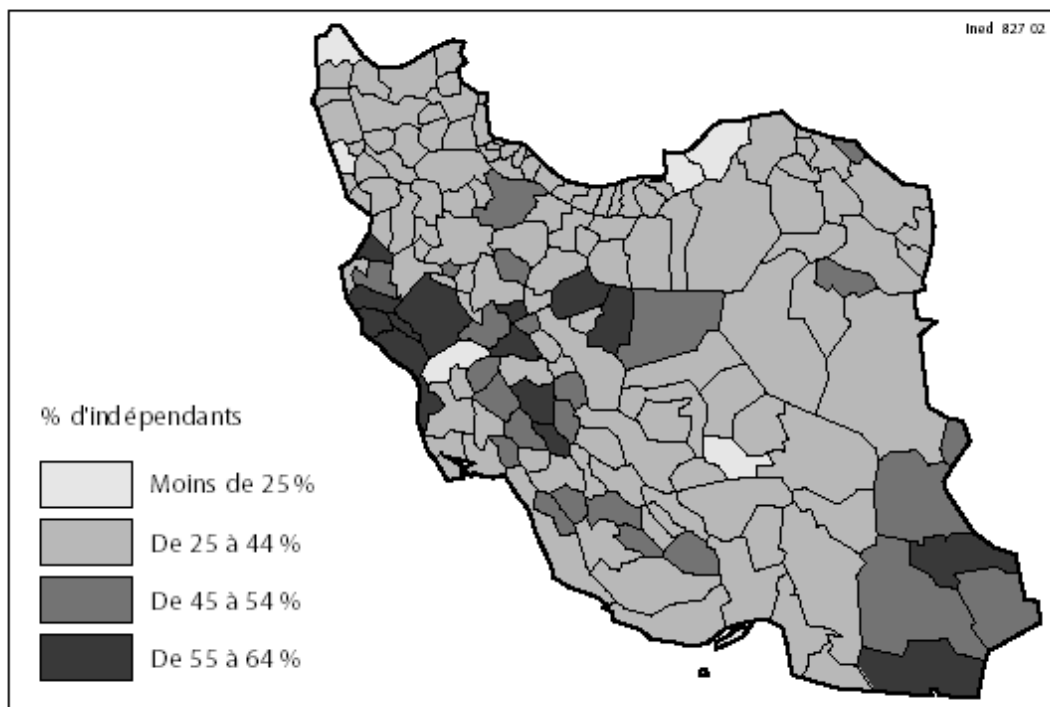 Ined 827 02
% d'indépendants
Moins de 25 %
De 25 à 44 %
De 45 à 54 %
De 55 à 64 %